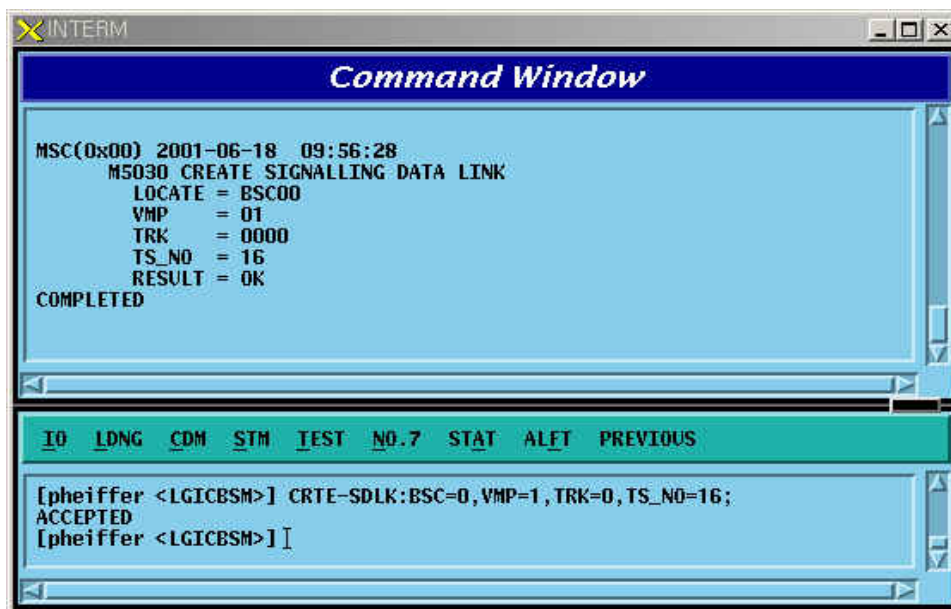 INTERM
Command Window
MSC(0x00) 2001-06-18 09:56:28
M5030 CREATE SIGNALLING DATA LINK
LOCATE = BSC00
VMP = 01
TRK = 0000
TS_NO = 16
RESULT = OK
COMPLETED
IO LDNG CDM STM TEST NO.7 STAT ALFT PREVIOUS
[pheiffer <LGICBSM>] CRTE-SDLK:BSC=0,VMP=1,TRK=0,TS_NO=16;
ACCEPTED
[pheiffer <LGICBSM>]